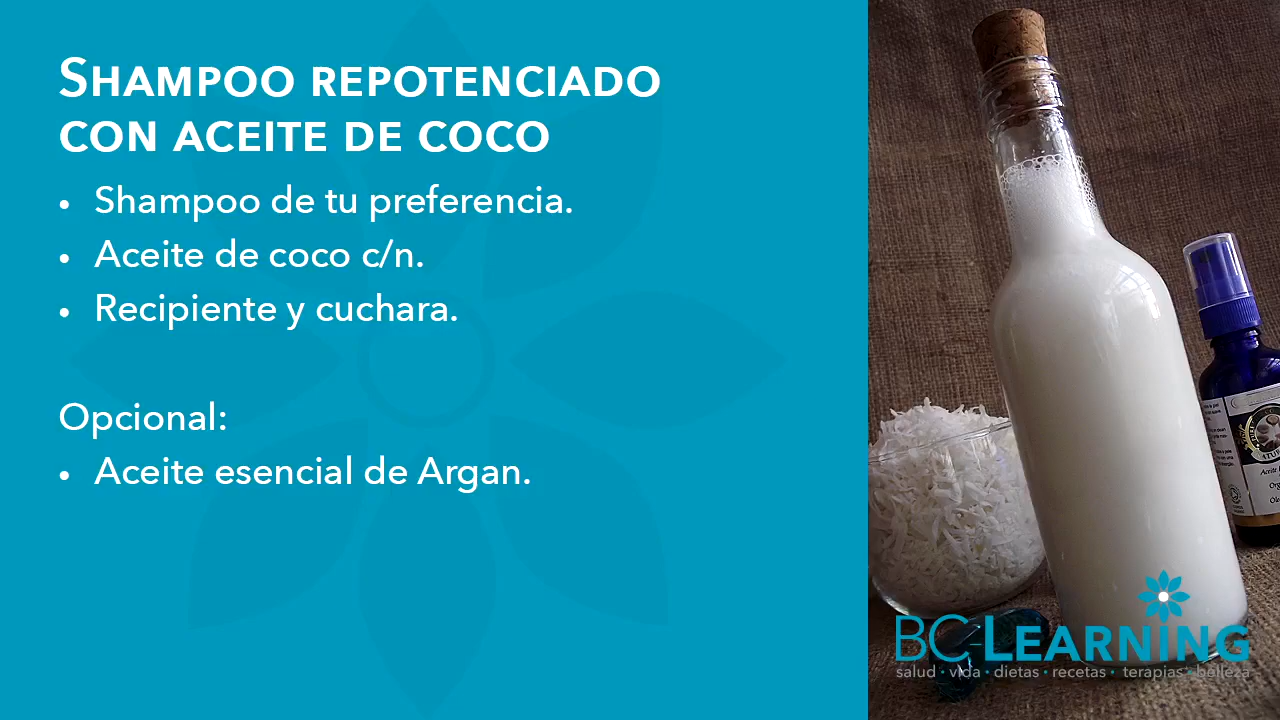 Shampoo repotenciado
con aceite de coco
• Shampoo de tu preferencia.
• Aceite de coco c/n.
• Recipiente y cuchara.
Opcional:
• Aceite esencial de Argan.
BC-Learning
salud • vida • dietas • recetas • terapias • belleza